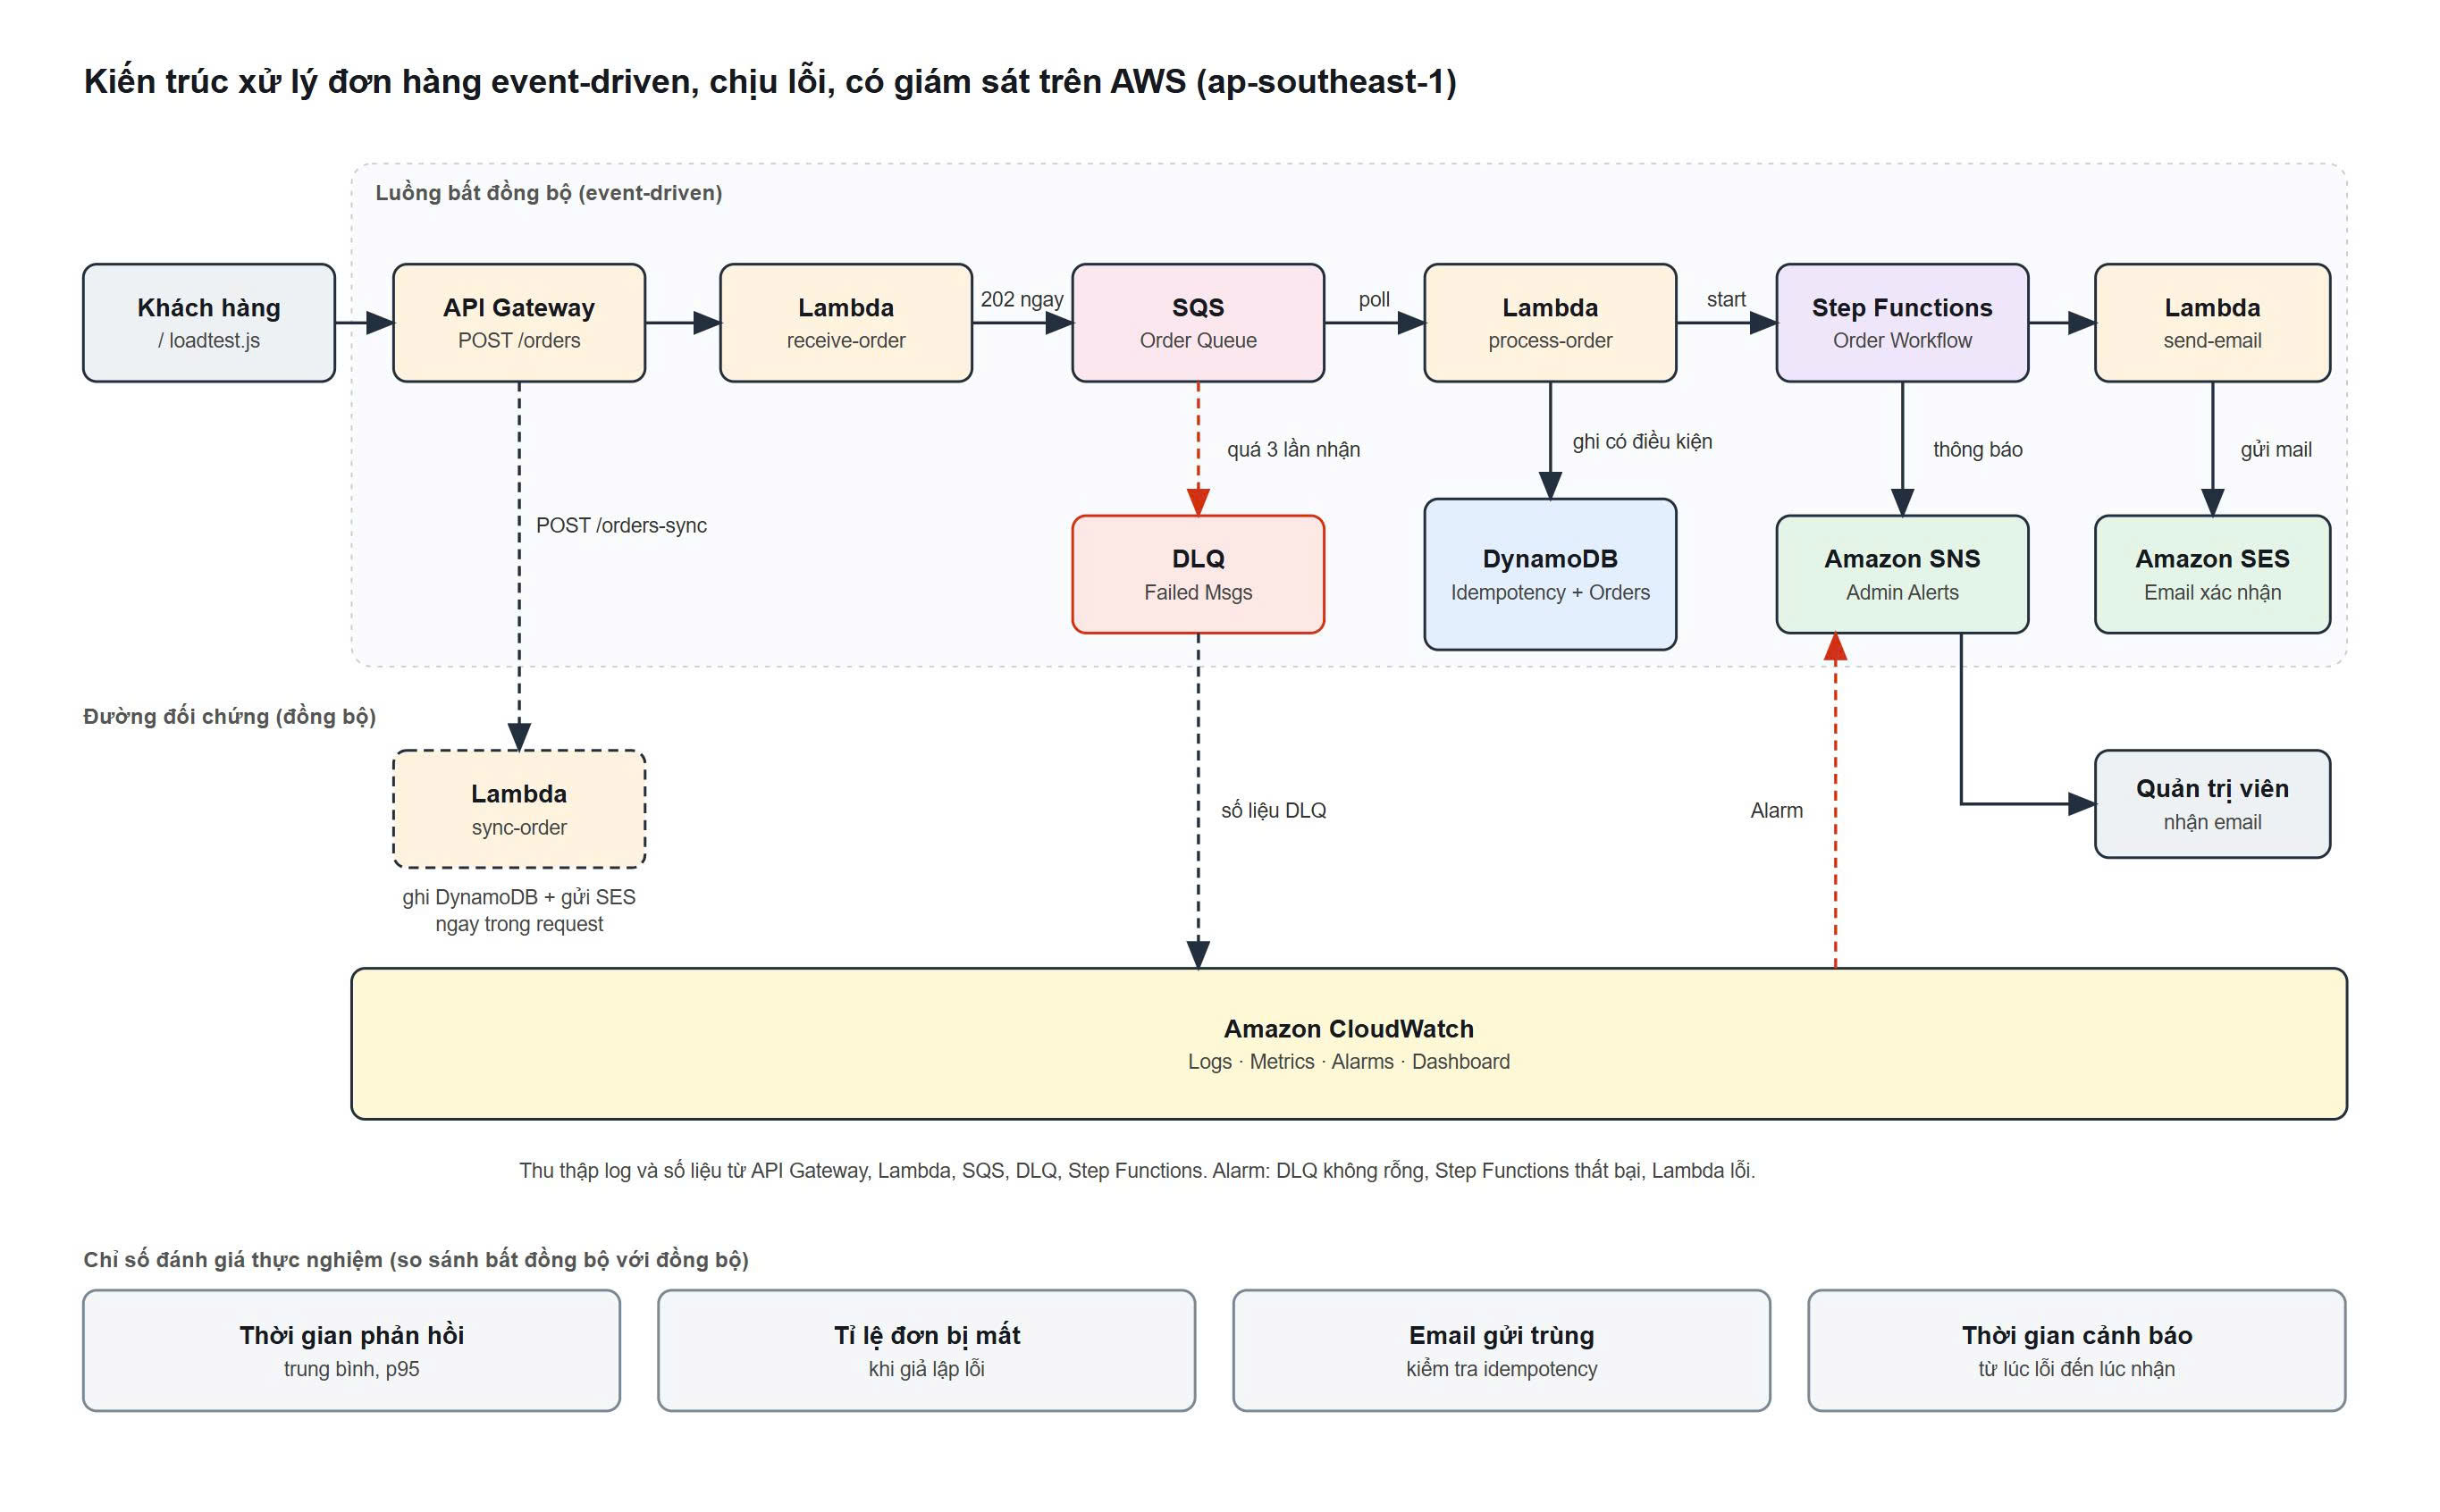 Kiến trúc xử lý đơn hàng event-driven, chịu lỗi, có giám sát trên AWS (ap-southeast-1)
Luồng bất đồng bộ (event-driven)
Khách hàng
/ loadtest.js
API Gateway
POST /orders
Lambda
receive-order
202 ngay
SQS
Order Queue
poll
Lambda
process-order
start
Step Functions
Order Workflow
Lambda
send-email
quá 3 lần nhận
ghi có điều kiện
thông báo
gửi mail
POST /orders-sync
DLQ
Failed Msgs
DynamoDB
Idempotency + Orders
Amazon SNS
Admin Alerts
Amazon SES
Email xác nhận
Đường đối chứng (đồng bộ)
Lambda
sync-order
ghi DynamoDB + gửi SES
ngay trong request
số liệu DLQ
Alarm
Quản trị viên
nhận email
Amazon CloudWatch
Logs · Metrics · Alarms · Dashboard
Thu thập log và số liệu từ API Gateway, Lambda, SQS, DLQ, Step Functions. Alarm: DLQ không rỗng, Step Functions thất bại, Lambda lỗi.
Chỉ số đánh giá thực nghiệm (so sánh bất đồng bộ với đồng bộ)
Thời gian phản hồi
trung bình, p95
Tỉ lệ đơn bị mất
khi giả lập lỗi
Email gửi trùng
kiểm tra idempotency
Thời gian cảnh báo
từ lúc lỗi đến lúc nhận